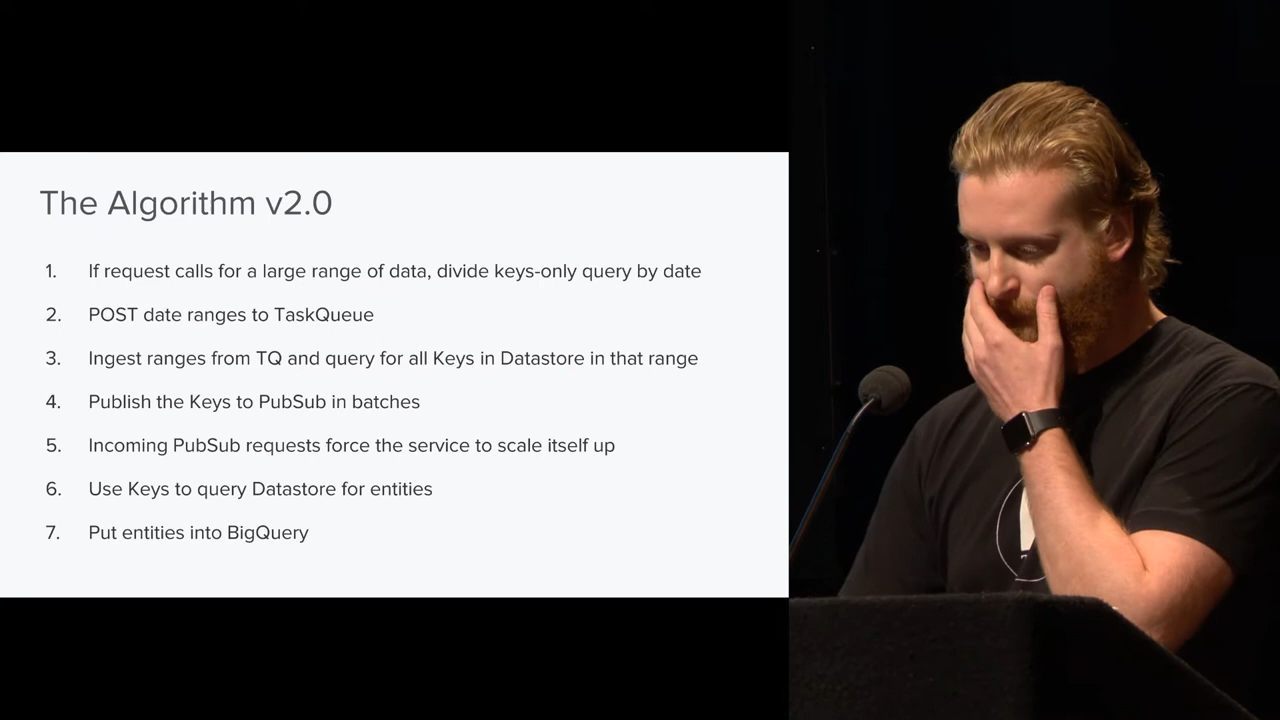 The Algorithm v2.0
1. If request calls for a large range of data, divide keys-only query by date
2. POST date ranges to TaskQueue
3. Ingest ranges from TQ and query for all Keys in Datastore in that range
4. Publish the Keys to PubSub in batches
5. Incoming PubSub requests force the service to scale itself up
6. Use Keys to query Datastore for entities
7. Put entities into BigQuery